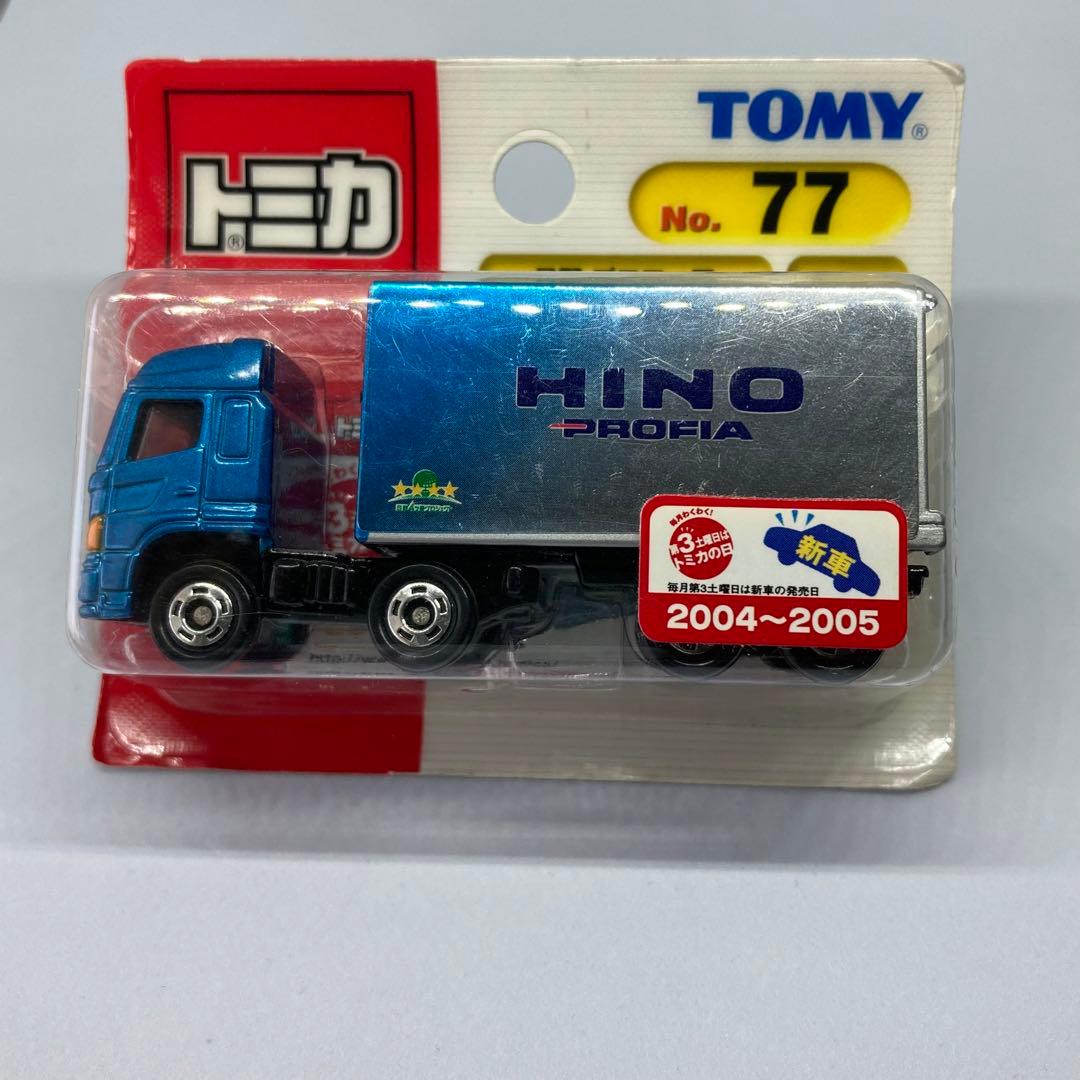 トミカ
®
TOMY®
No. 77
HINO
PROFIA
毎月わくわく!
第3土曜日は
トミカの日
新車
毎月第3土曜日は新車の発売日
2004～2005